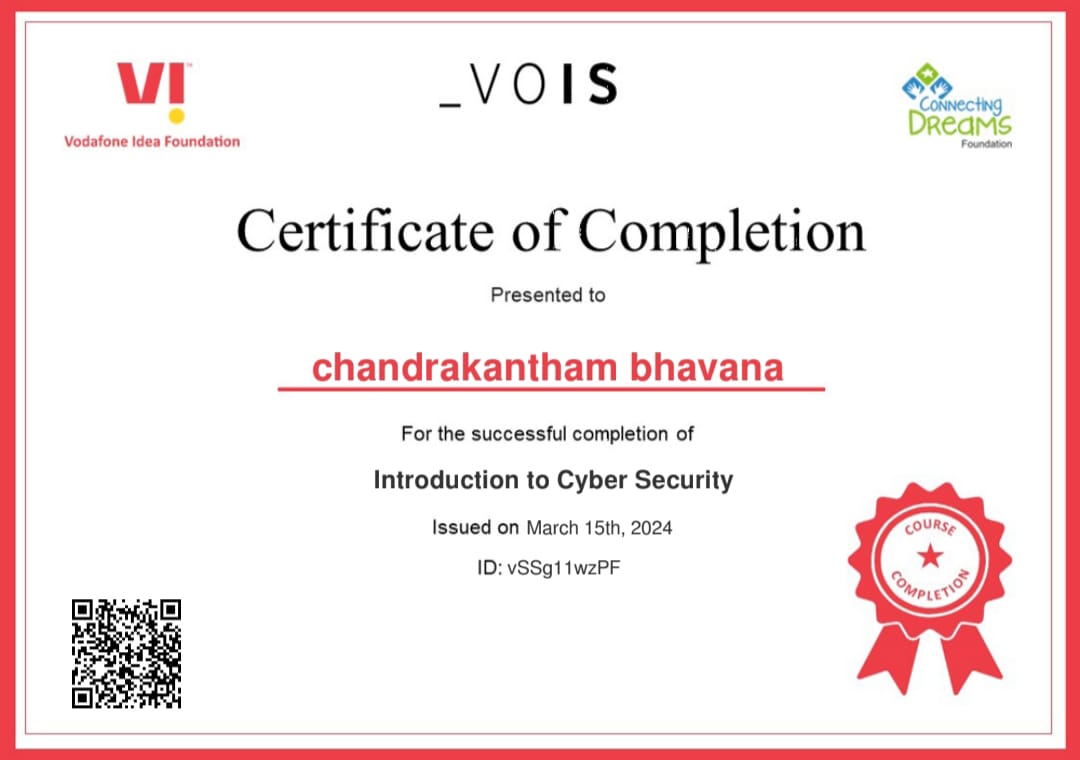 VI™
Vodafone Idea Foundation
_VOIS
Connecting
DReaMS
Foundation
Certificate of Completion
Presented to
chandrakantham bhavana
For the successful completion of
Introduction to Cyber Security
Issued on March 15th, 2024
ID: vSSg11wzPF
COURSE
COMPLETION